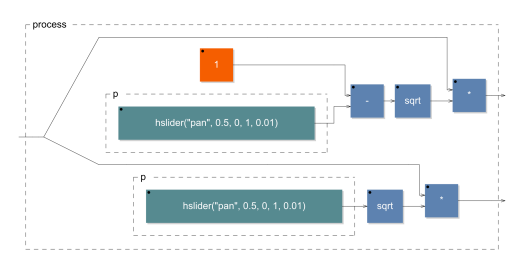 process
1
*
p
-
sqrt
hslider("pan", 0.5, 0, 1, 0.01)
p
*
hslider("pan", 0.5, 0, 1, 0.01)
sqrt